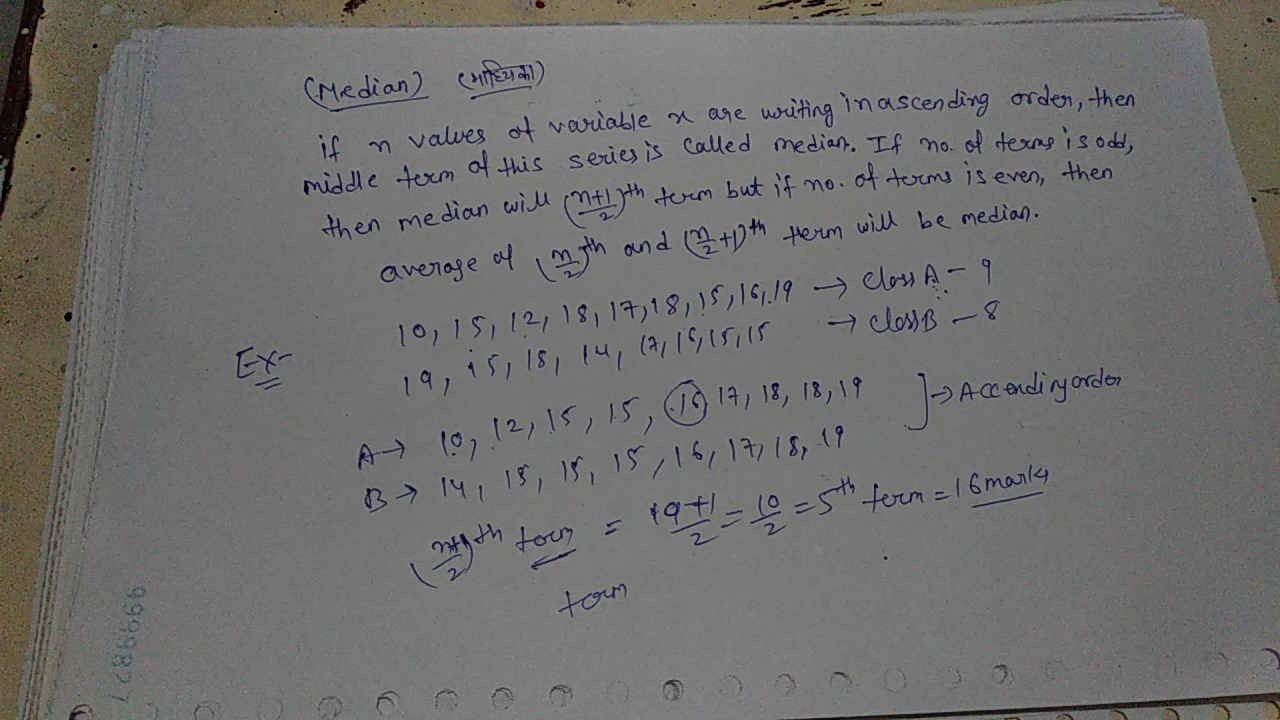 (Median) (माध्यिका)
if n values of variable x are writing in ascending order, then
middle term of this series is called median. If no. of terms is odd,
then median will (n+1/2)th term but if no. of terms is even, then
average of (n/2)th and (n/2+1)th term will be median.
Ex- 10, 15, 12, 18, 17, 18, 15, 16, 19 → Class A - 9
19, 15, 18, 14, 17, 16, 15, 15 → Class B - 8
A → 10, 12, 15, 15, 16 17, 18, 18, 19 ] → Accending order
B → 14, 15, 15, 15, 16, 17, 18, 19
(n+1/2)th term = 9+1/2 = 10/2 = 5th term = 16 marks
term
9999827